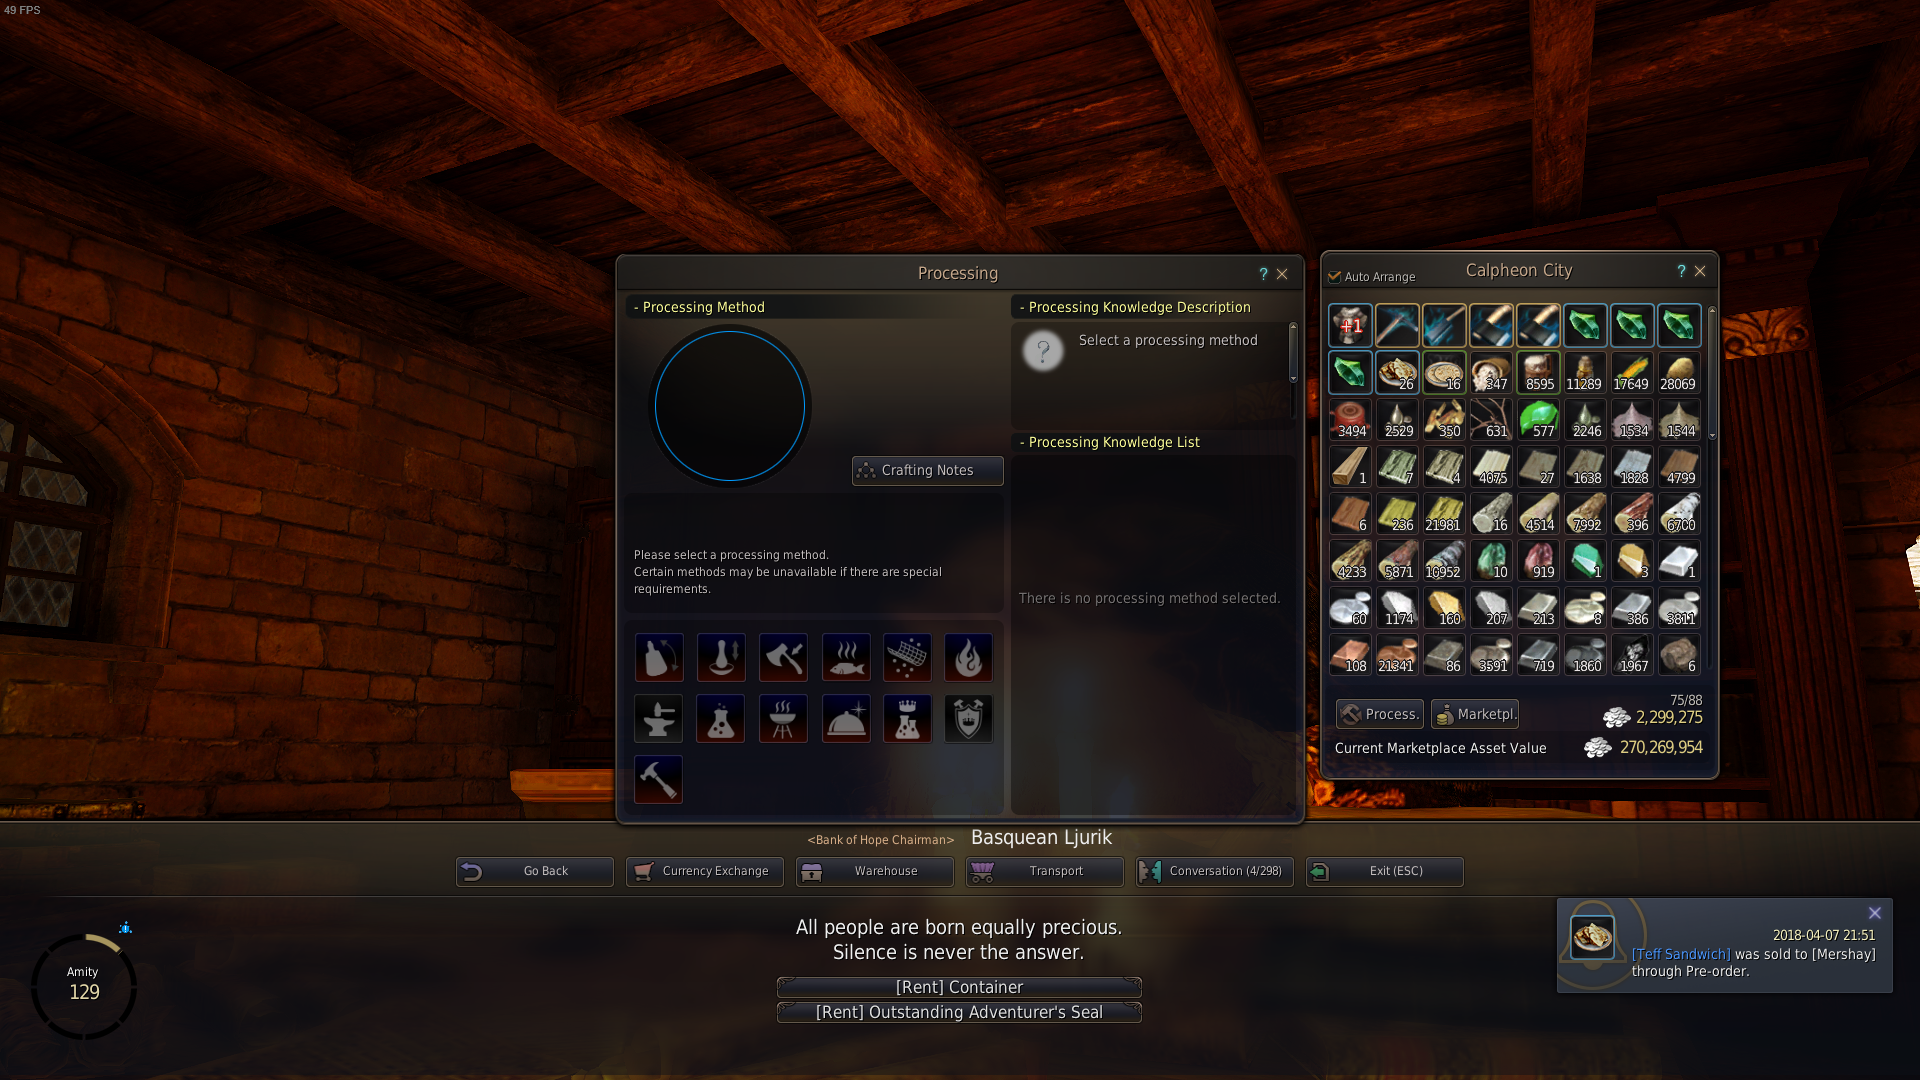 49 FPS
Processing
?
- Processing Method
- Processing Knowledge Description
?
Select a processing method
Crafting Notes
- Processing Knowledge List
Please select a processing method.
Certain methods may be unavailable if there are special
requirements.
There is no processing method selected.
Auto Arrange
Calpheon City
?
+1
26 16 347 8595 11289 17649 28069
3494 2529 350 631 577 2246 1534 1544
1 7 4 4075 27 1638 1828 4799
6 236 21981 16 4514 7992 396 6700
4233 5871 10952 10 919 1 3 1
60 1174 160 207 213 8 386 3811
108 21341 86 3591 719 1860 1967 6
75/88
Process.
Marketpl.
2,299,275
Current Marketplace Asset Value
270,269,954
<Bank of Hope Chairman> Basquean Ljurik
Go Back
Currency Exchange
Warehouse
Transport
Conversation (4/298)
Exit (ESC)
All people are born equally precious.
Silence is never the answer.
[Rent] Container
[Rent] Outstanding Adventurer's Seal
Amity
129
2018-04-07 21:51
[Teff Sandwich] was sold to [Mershay]
through Pre-order.